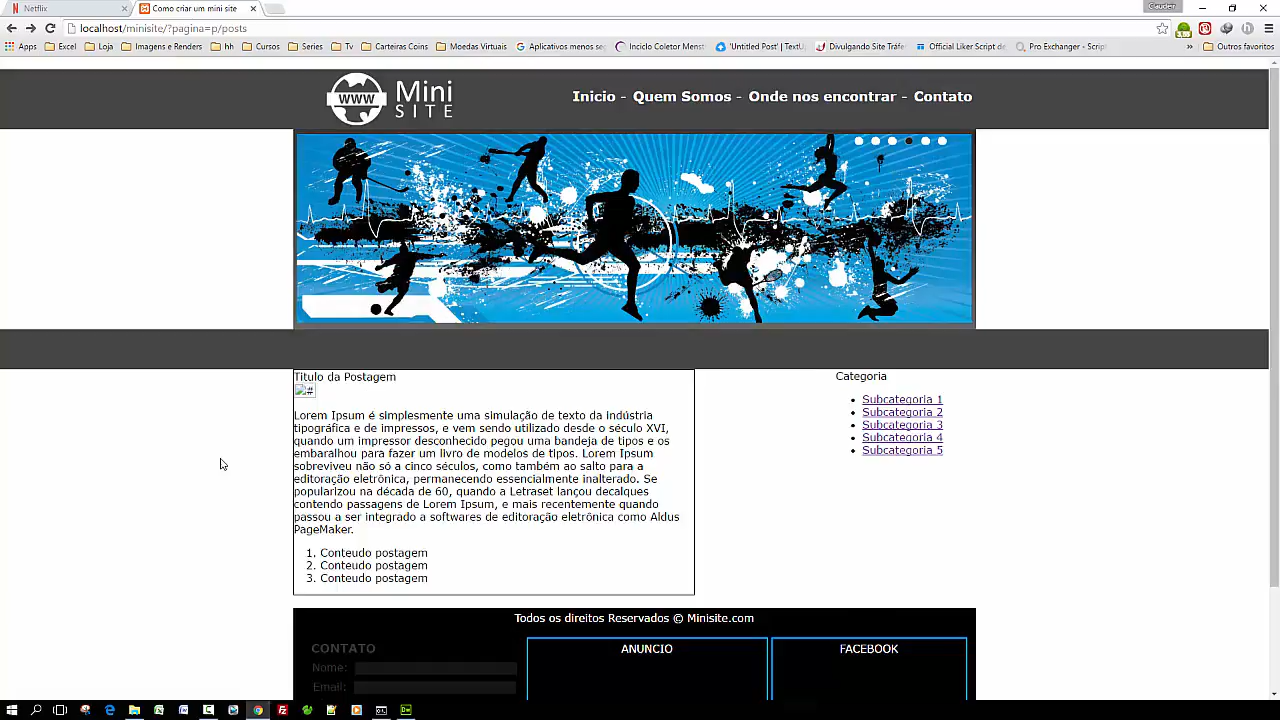 Netflix
Como criar um mini site
Clauden
localhost/minisite/?pagina=p/posts
Apps Excel Loja Imagens e Renders hh Cursos Series Tv Carteiras Coins Moedas Virtuais Aplicativos menos seg Inicido Coletor Menst 'Untitled Post' | TextU Divulgando Site Tráfe Official Liker Script de Pro Exchanger - Script » Outros favoritos
WWW Mini
SITE
Inicio - Quem Somos - Onde nos encontrar - Contato
Titulo da Postagem
#
Lorem Ipsum é simplesmente uma simulação de texto da indústria
tipográfica e de impressos, e vem sendo utilizado desde o século XVI,
quando um impressor desconhecido pegou uma bandeja de tipos e os
embaralhou para fazer um livro de modelos de tipos. Lorem Ipsum
sobreviveu não só a cinco séculos, como também ao salto para a
editoração eletrônica, permanecendo essencialmente inalterado. Se
popularizou na década de 60, quando a Letraset lançou decalques
contendo passagens de Lorem Ipsum, e mais recentemente quando
passou a ser integrado a softwares de editoração eletrônica como Aldus
PageMaker.
1. Conteudo postagem
2. Conteudo postagem
3. Conteudo postagem
Categoria
Subcategoria 1
Subcategoria 2
Subcategoria 3
Subcategoria 4
Subcategoria 5
Todos os direitos Reservados © Minisite.com
CONTATO
Nome:
Email:
ANUNCIO
FACEBOOK